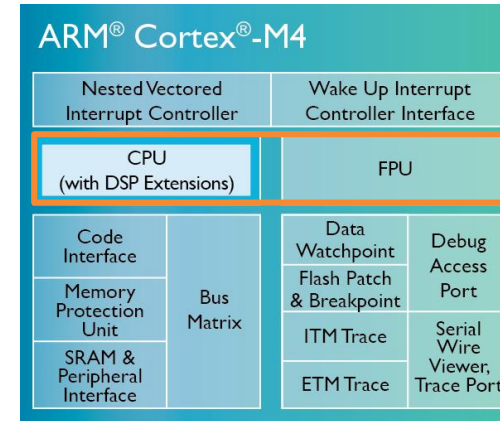 ARM® Cortex®-M4
Nested Vectored
Interrupt Controller
Wake Up Interrupt
Controller Interface
CPU
(with DSP Extensions)
FPU
Code
Interface
Memory
Protection
Unit
SRAM &
Peripheral
Interface
Bus
Matrix
Data
Watchpoint
Flash Patch
& Breakpoint
ITM Trace
ETM Trace
Debug
Access
Port
Serial
Wire
Viewer,
Trace Port